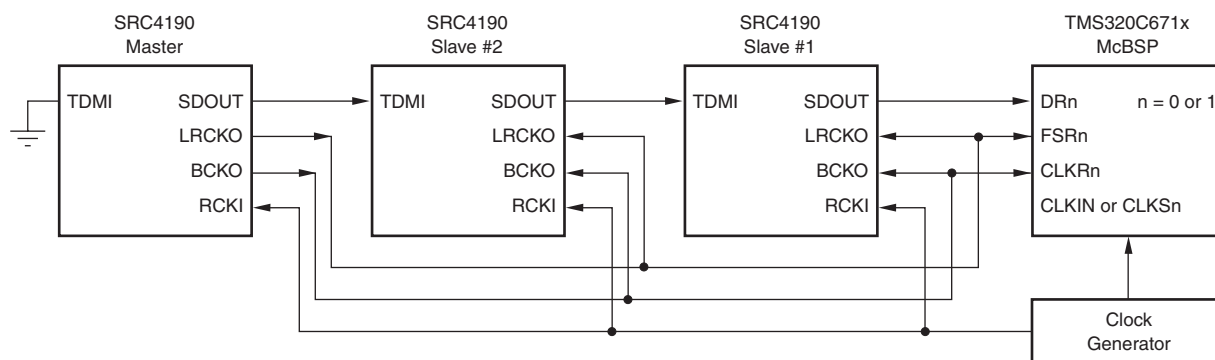 SRC4190
Master
SRC4190
Slave #2
SRC4190
Slave #1
TMS320C671x
McBSP
TDMI SDOUT
LRCKO
BCKO
RCKI
TDMI SDOUT
LRCKO
BCKO
RCKI
TDMI SDOUT
LRCKO
BCKO
RCKI
DRn n = 0 or 1
FSRn
CLKRn
CLKIN or CLKSn
Clock
Generator